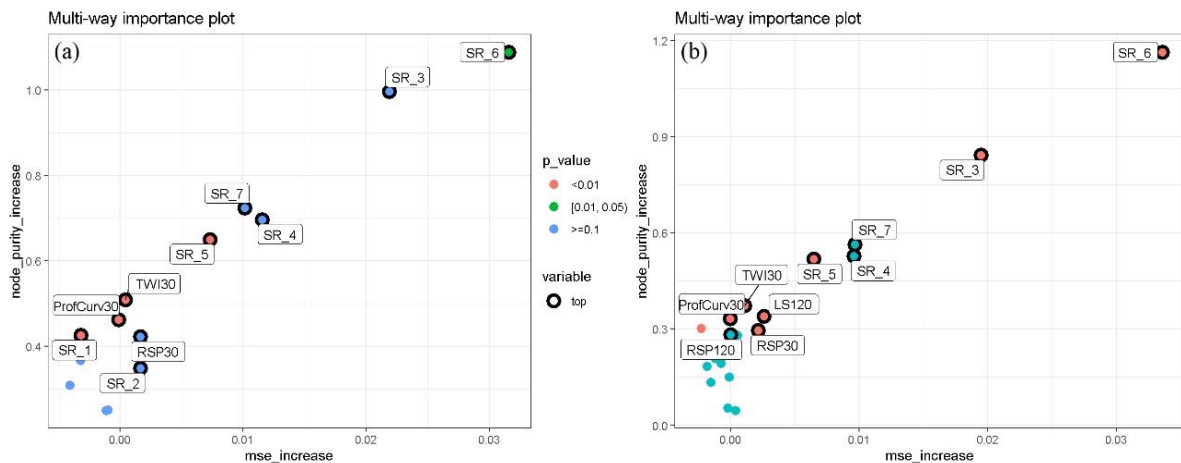 Multi-way importance plot
(a)
SR_6
SR_3
SR_7
SR_4
SR_5
TWI30
ProfCurv30
SR_1
RSP30
SR_2
1.0
0.8
0.6
0.4
node_purity_increase
0.00
0.01
0.02
0.03
mse_increase
p_value
<0.01
[0.01, 0.05)
>=0.1
variable
top
Multi-way importance plot
(b)
SR_6
SR_3
SR_7
SR_4
SR_5
TWI30
LS120
ProfCurv30
RSP30
RSP120
1.2
0.9
0.6
0.3
0.0
node_purity_increase
0.00
0.01
0.02
0.03
mse_increase